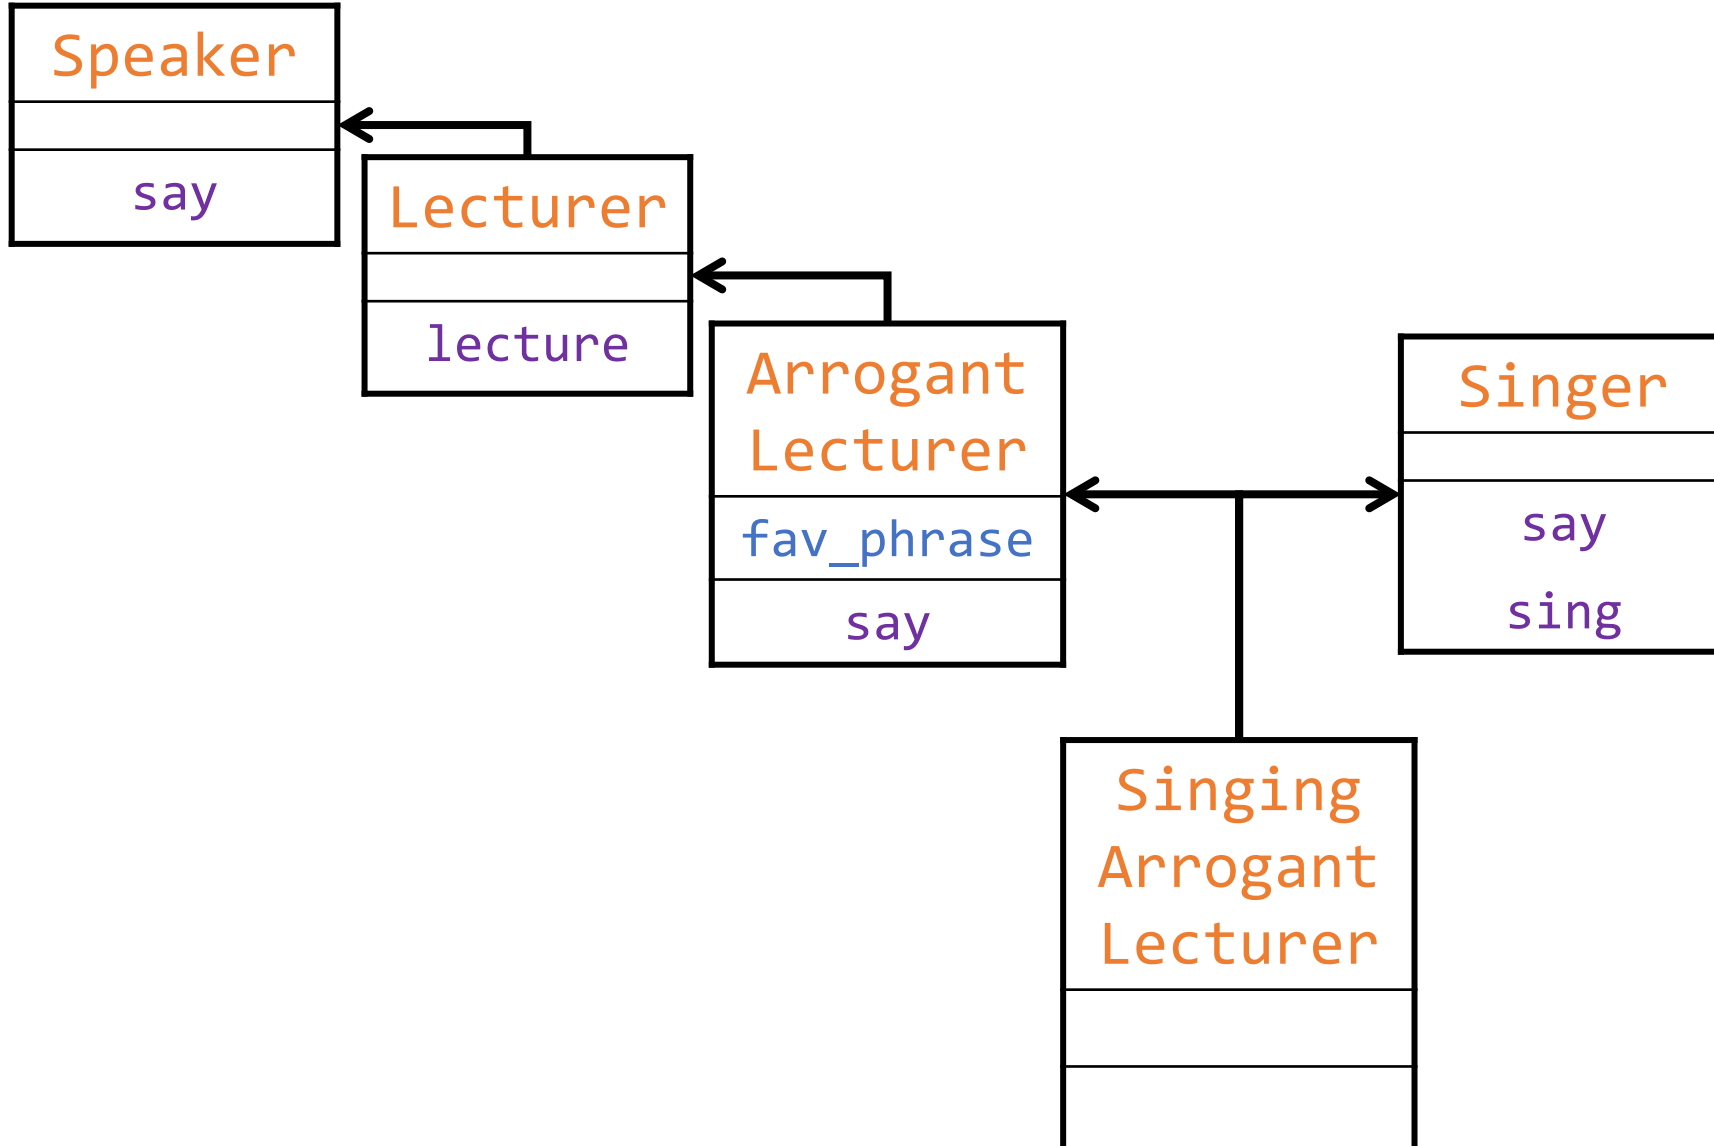 Speaker
say
Lecturer
lecture
Arrogant
Lecturer
fav_phrase
say
Singer
say
sing
Singing
Arrogant
Lecturer